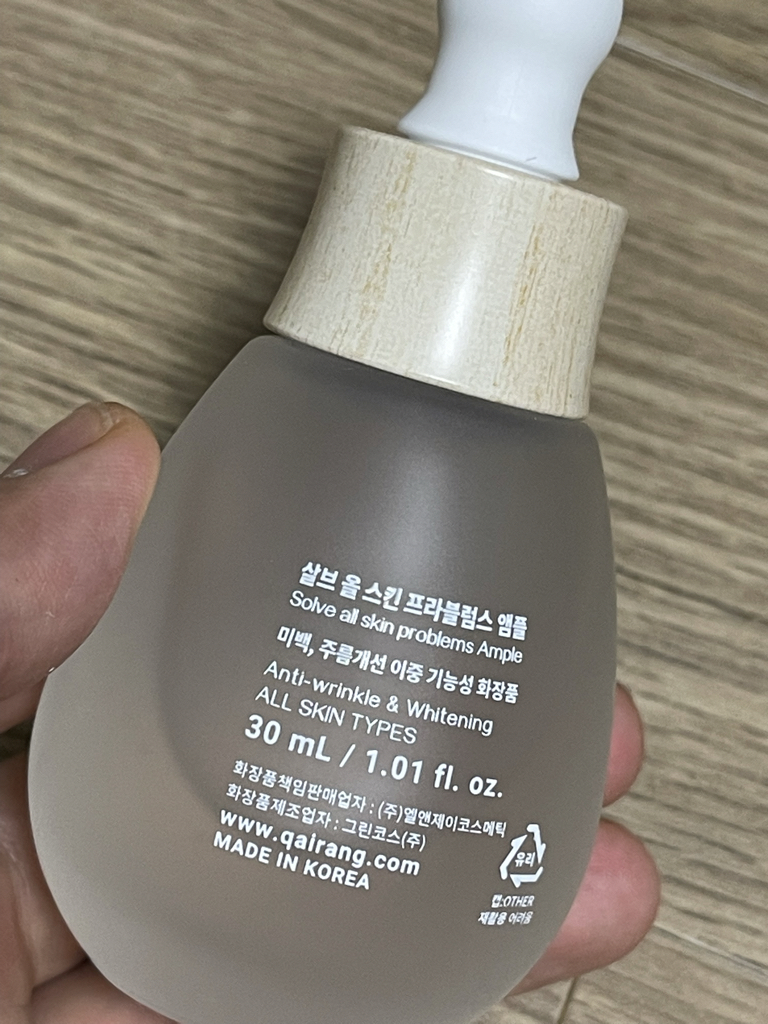 살브 올 스킨 프라블럼스 앰플
Solve all skin problems Ample
미백, 주름개선 이중 기능성 화장품
Anti-wrinkle & Whitening
ALL SKIN TYPES
30 mL / 1.01 fl. oz.
화장품책임판매업자 : (주)엘앤제이코스메틱
화장품제조업자 : 그린코스(주)
www.qairang.com
MADE IN KOREA
유리
캡:OTHER
재활용 어려움